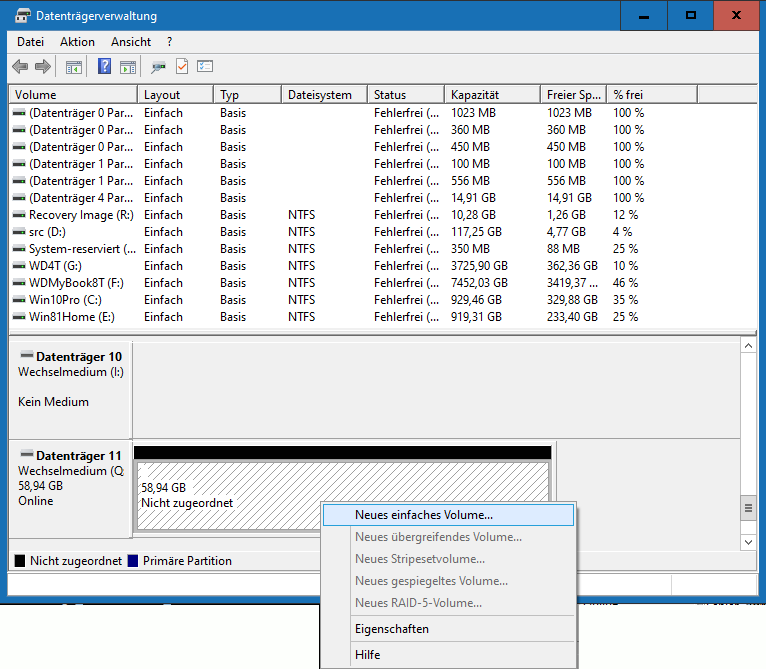 Datenträgerverwaltung
Datei Aktion Ansicht ?
Volume Layout Typ Dateisystem Status Kapazität Freier Sp... % frei
(Datenträger 0 Par... Einfach Basis Fehlerfrei (... 1023 MB 1023 MB 100 %
(Datenträger 0 Par... Einfach Basis Fehlerfrei (... 360 MB 360 MB 100 %
(Datenträger 0 Par... Einfach Basis Fehlerfrei (... 450 MB 450 MB 100 %
(Datenträger 1 Par... Einfach Basis Fehlerfrei (... 100 MB 100 MB 100 %
(Datenträger 1 Par... Einfach Basis Fehlerfrei (... 556 MB 556 MB 100 %
(Datenträger 4 Par... Einfach Basis Fehlerfrei (... 14,91 GB 14,91 GB 100 %
Recovery Image (R:) Einfach Basis NTFS Fehlerfrei (... 10,28 GB 1,26 GB 12 %
src (D:) Einfach Basis NTFS Fehlerfrei (... 117,25 GB 4,77 GB 4 %
System-reserviert (... Einfach Basis NTFS Fehlerfrei (... 350 MB 88 MB 25 %
WD4T (G:) Einfach Basis NTFS Fehlerfrei (... 3725,90 GB 362,36 GB 10 %
WDMyBook8T (F:) Einfach Basis NTFS Fehlerfrei (... 7452,03 GB 3419,37 ... 46 %
Win10Pro (C:) Einfach Basis NTFS Fehlerfrei (... 929,46 GB 329,88 GB 35 %
Win81Home (E:) Einfach Basis NTFS Fehlerfrei (... 919,31 GB 233,40 GB 25 %
Datenträger 10
Wechselmedium (I:)
Kein Medium
Datenträger 11
Wechselmedium (Q
58,94 GB
Online
58,94 GB
Nicht zugeordnet
Neues einfaches Volume...
Neues übergreifendes Volume...
Neues Stripesetvolume...
Neues gespiegeltes Volume...
Neues RAID-5-Volume...
Eigenschaften
Hilfe
Nicht zugeordnet Primäre Partition